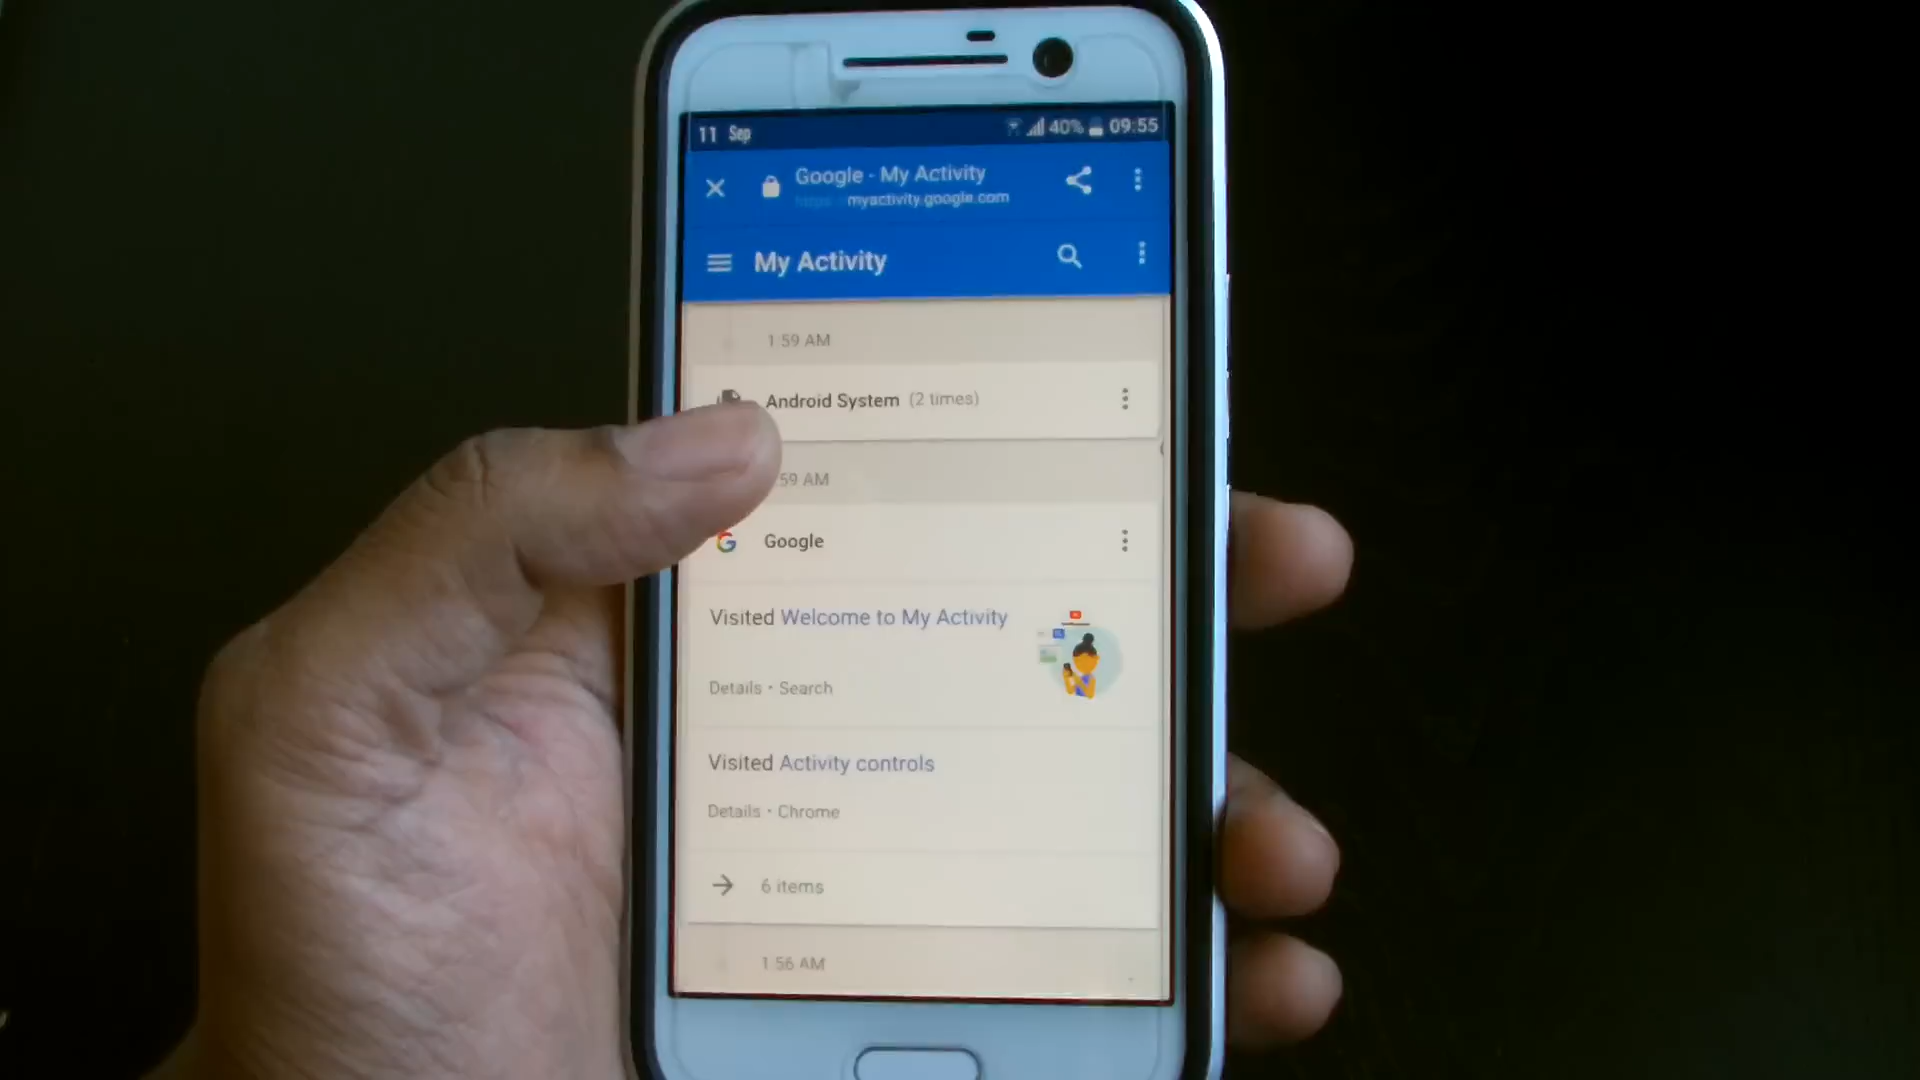 11 Sep 40% 09:55
Google - My Activity
myactivity.google.com
My Activity
1:59 AM
Android System (2 times)
59 AM
Google
Visited Welcome to My Activity
Details • Search
Visited Activity controls
Details • Chrome
6 items
1:56 AM